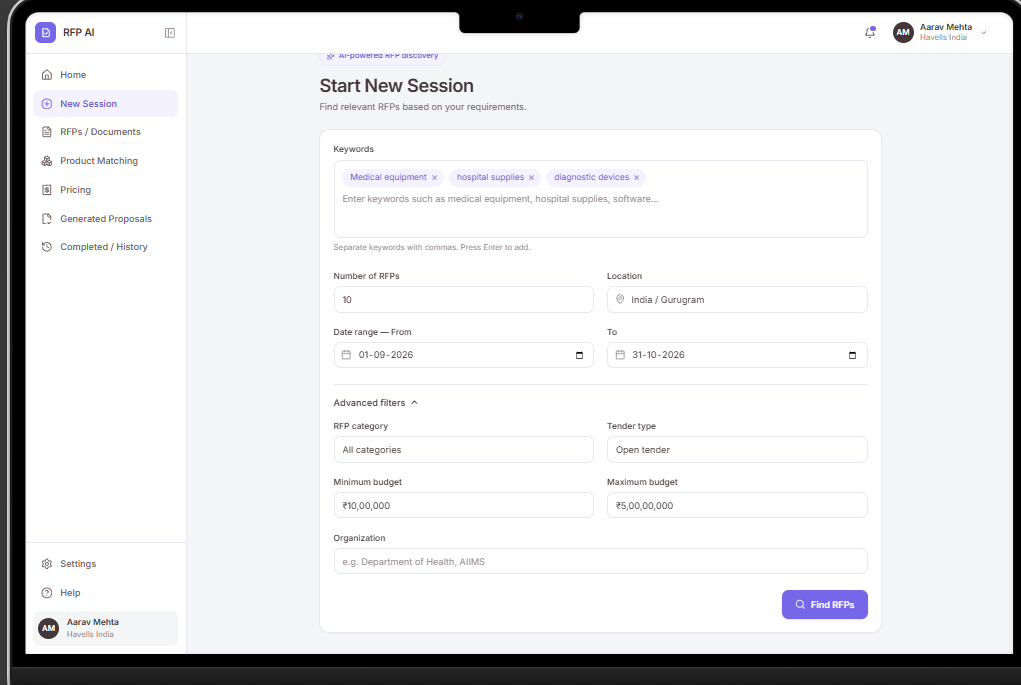 RFP AI
Aarav Mehta
AM
Havells India
Home
New Session
RFPs / Documents
Product Matching
Pricing
Generated Proposals
Completed / History
Settings
Help
AM
Aarav Mehta
Havells India
AI-powered RFP discovery
Start New Session
Find relevant RFPs based on your requirements.
Keywords
Medical equipment × hospital supplies × diagnostic devices ×
Enter keywords such as medical equipment, hospital supplies, software...
Separate keywords with commas. Press Enter to add.
Number of RFPs Location
10 India / Gurugram
Date range — From To
01-09-2026 31-10-2026
Advanced filters
RFP category Tender type
All categories Open tender
Minimum budget Maximum budget
₹10,00,000 ₹5,00,00,000
Organization
e.g. Department of Health, AIIMS
Find RFPs